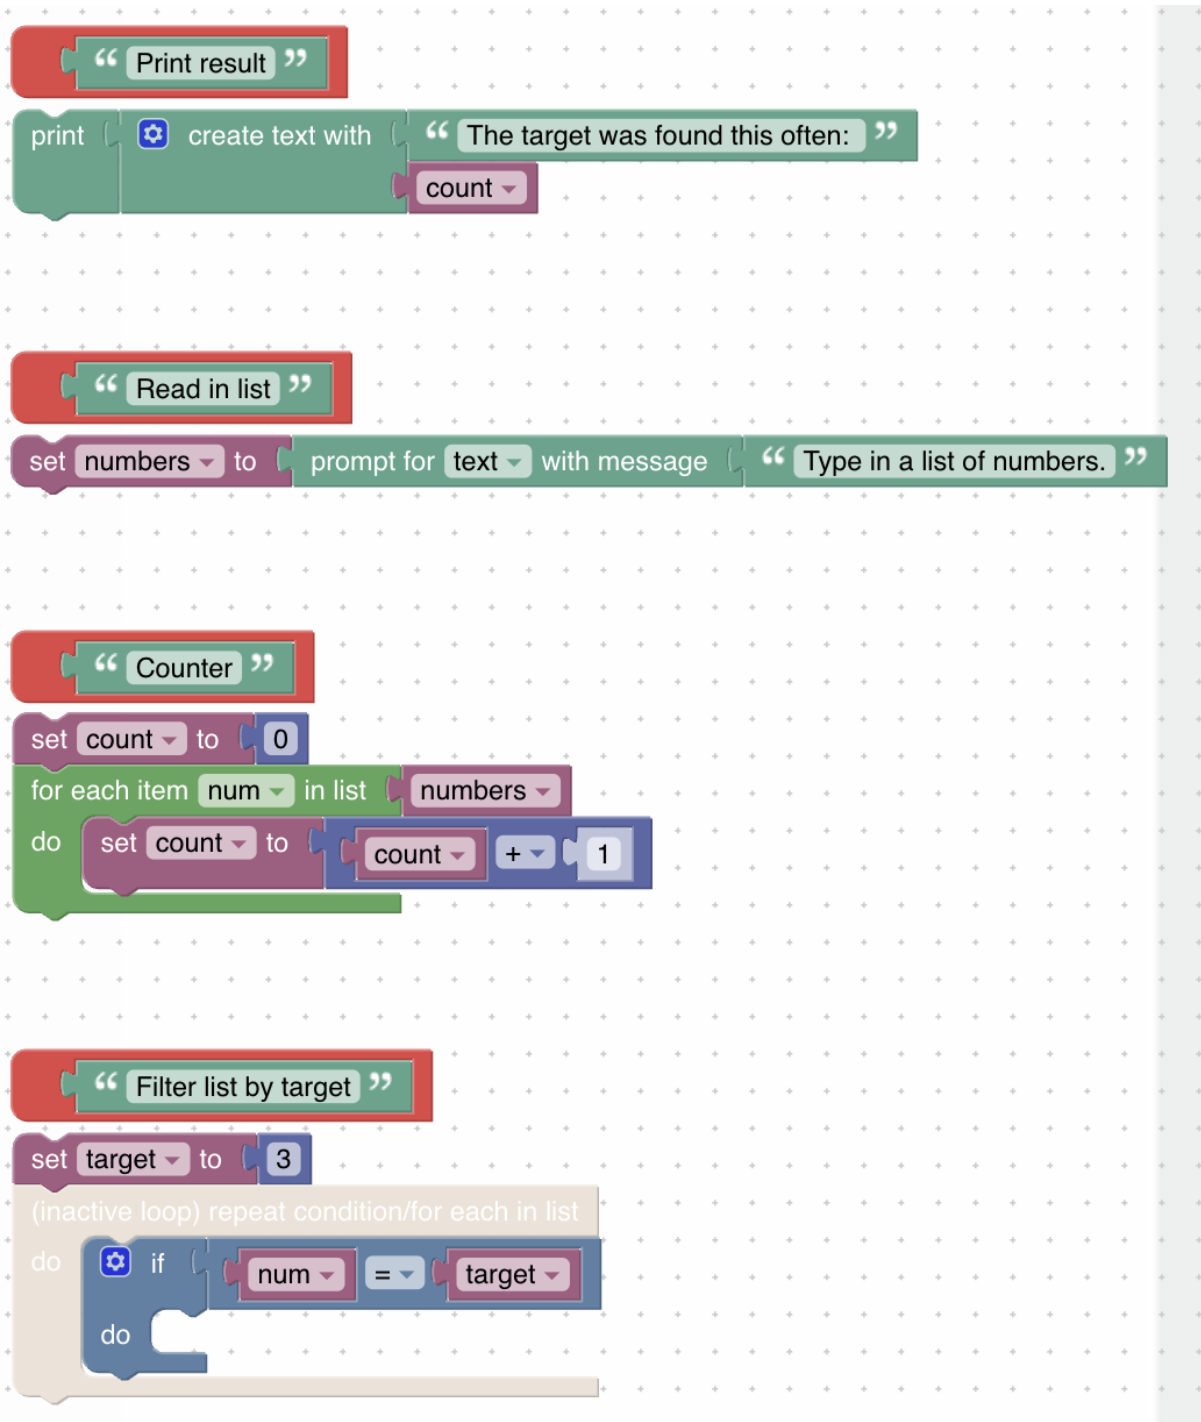 “ Print result ”
print create text with “ The target was found this often: ”
count
“ Read in list ”
set numbers to prompt for text with message “ Type in a list of numbers. ”
“ Counter ”
set count to 0
for each item num in list numbers
do set count to count + 1
“ Filter list by target ”
set target to 3
(inactive loop) repeat condition/for each in list
do if num = target
do